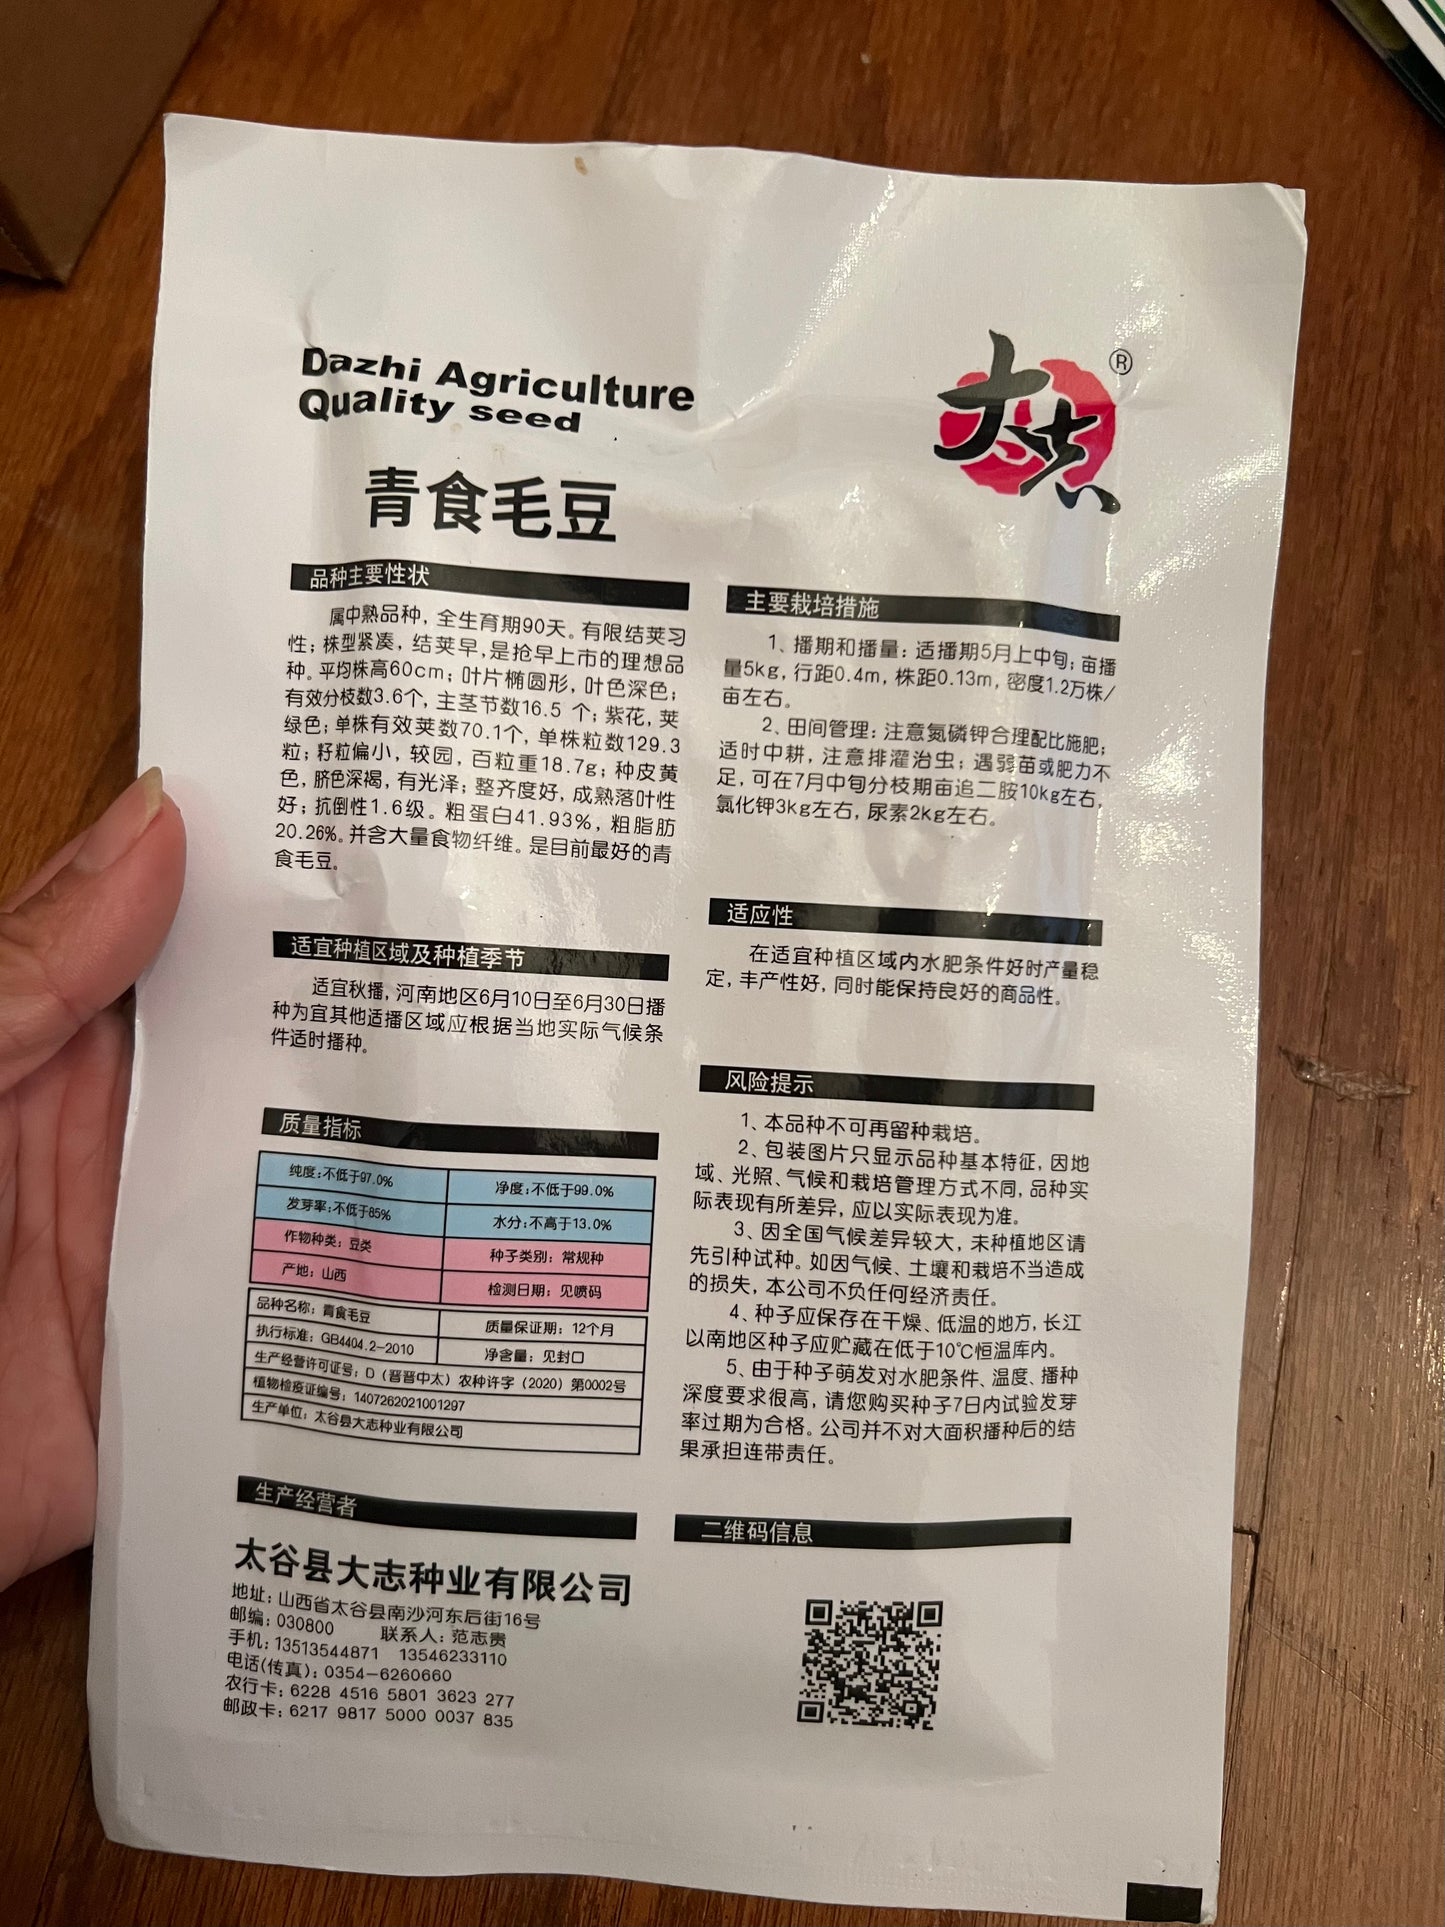 Dazhi Agriculture
Quality seed
大志
®
青食毛豆
品种主要性状
属中熟品种，全生育期90天。有限结荚习
性；株型紧凑，结荚早，是抢早上市的理想品
种。平均株高60cm；叶片椭圆形，叶色深色；
有效分枝数3.6个，主茎节数16.5 个；紫花，荚
绿色；单株有效荚数70.1个，单株粒数129.3
粒；籽粒偏小，较园，百粒重18.7g；种皮黄
色，脐色深褐，有光泽；整齐度好，成熟落叶性
好；抗倒性1.6级。粗蛋白41.93%，粗脂肪
20.26%。并含大量食物纤维。是目前最好的青
食毛豆。
适宜种植区域及种植季节
适宜秋播，河南地区6月10日至6月30日播
种为宜其他适播区域应根据当地实际气候条
件适时播种。
质量指标
纯度：不低于97.0% 净度：不低于99.0%
发芽率：不低于85% 水分：不高于13.0%
作物种类：豆类 种子类别：常规种
产地：山西 检测日期：见喷码
品种名称：青食毛豆 质量保证期：12个月
执行标准：GB4404.2-2010 净含量：见封口
生产经营许可证号：D（晋晋中太）农种许字（2020）第0002号
植物检疫证编号：1407262021001297
生产单位：太谷县大志种业有限公司
生产经营者
太谷县大志种业有限公司
地址：山西省太谷县南沙河东后街16号
邮编：030800 联系人：范志贵
手机：13513544871 13546233110
电话(传真)：0354-6260660
农行卡：6228 4516 5801 3623 277
邮政卡：6217 9817 5000 0037 835
主要栽培措施
1、播期和播量：适播期5月上中旬；亩播
量5kg，行距0.4m，株距0.13m，密度1.2万株/
亩左右。
2、田间管理：注意氮磷钾合理配比施肥；
适时中耕，注意排灌治虫；遇弱苗或肥力不
足，可在7月中旬分枝期亩追二胺10kg左右，
氯化钾3kg左右，尿素2kg左右。
适应性
在适宜种植区域内水肥条件好时产量稳
定，丰产性好，同时能保持良好的商品性。
风险提示
1、本品种不可再留种栽培。
2、包装图片只显示品种基本特征，因地
域、光照、气候和栽培管理方式不同，品种实
际表现有所差异，应以实际表现为准。
3、因全国气候差异较大，未种植地区请
先引种试种。如因气候、土壤和栽培不当造成
的损失，本公司不负任何经济责任。
4、种子应保存在干燥、低温的地方，长江
以南地区种子应贮藏在低于10℃恒温库内。
5、由于种子萌发对水肥条件、温度、播种
深度要求很高，请您购买种子7日内试验发芽
率过期为合格。公司并不对大面积播种后的结
果承担连带责任。
二维码信息